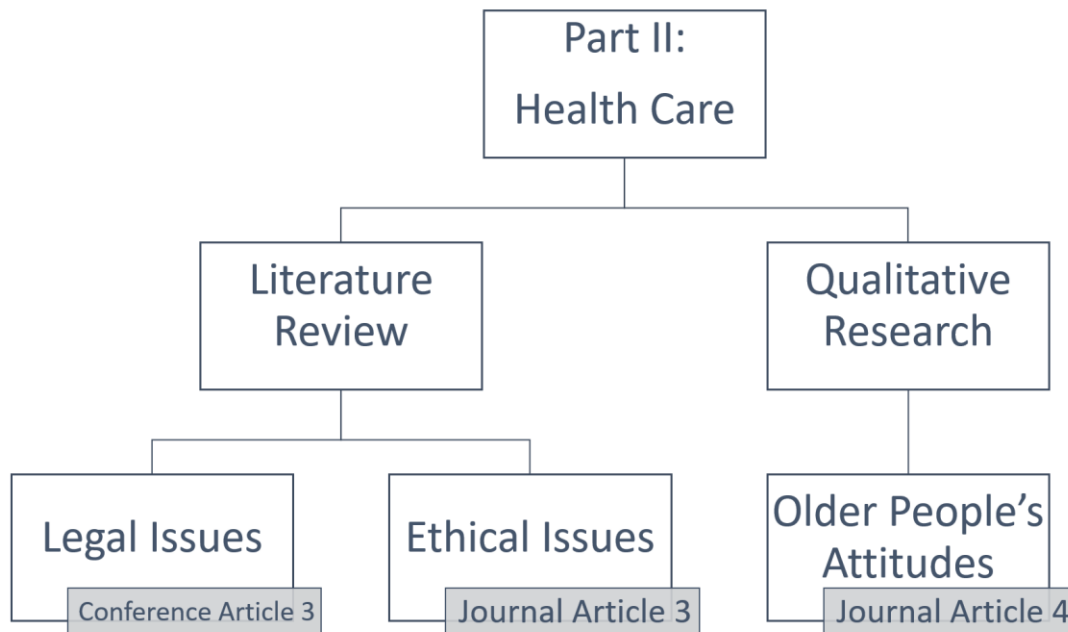 Part II:
Health Care
Literature
Review
Qualitative
Research
Legal Issues
Conference Article 3
Ethical Issues
Journal Article 3
Older People’s
Attitudes
Journal Article 4